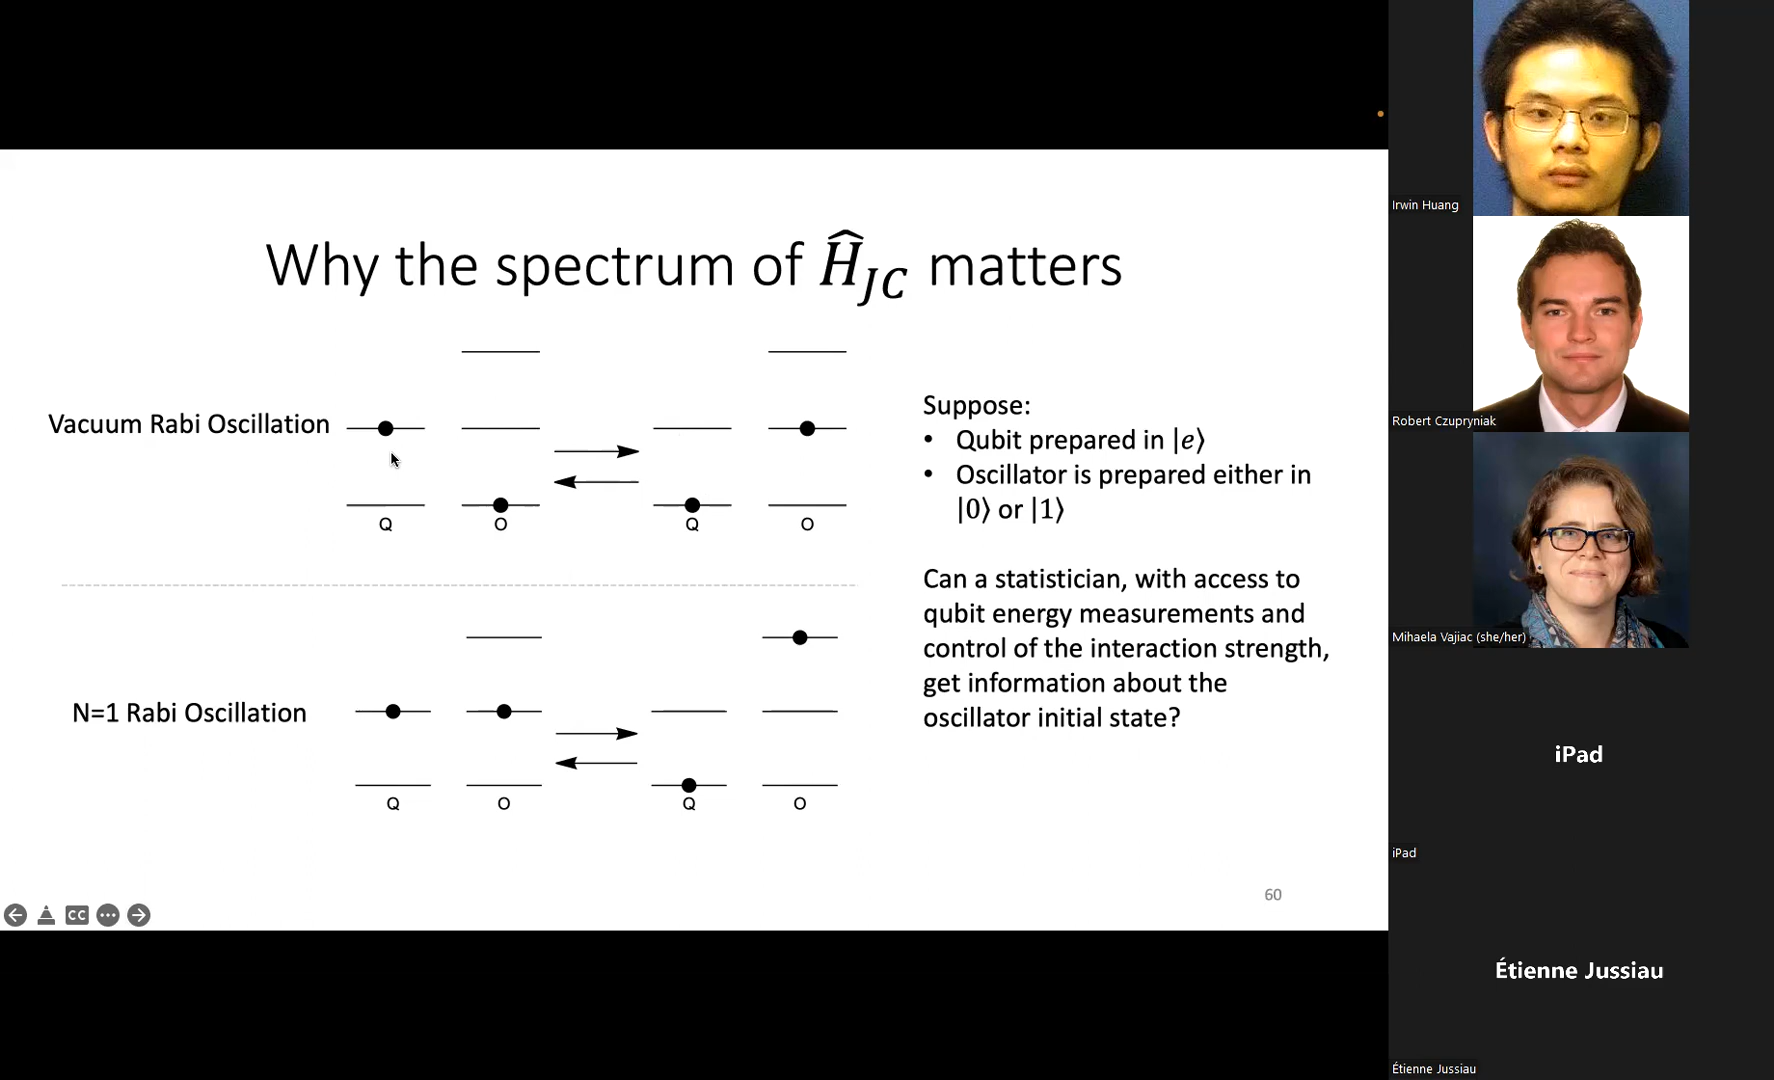 Why the spectrum of Ĥ_JC matters
Vacuum Rabi Oscillation
Q
O
Q
O
N=1 Rabi Oscillation
Q
O
Q
O
Suppose:
• Qubit prepared in |e⟩
• Oscillator is prepared either in
|0⟩ or |1⟩
Can a statistician, with access to
qubit energy measurements and
control of the interaction strength,
get information about the
oscillator initial state?
60
CC
Irwin Huang
Robert Czupryniak
Mihaela Vajiac (she/her)
iPad
iPad
Étienne Jussiau
Étienne Jussiau